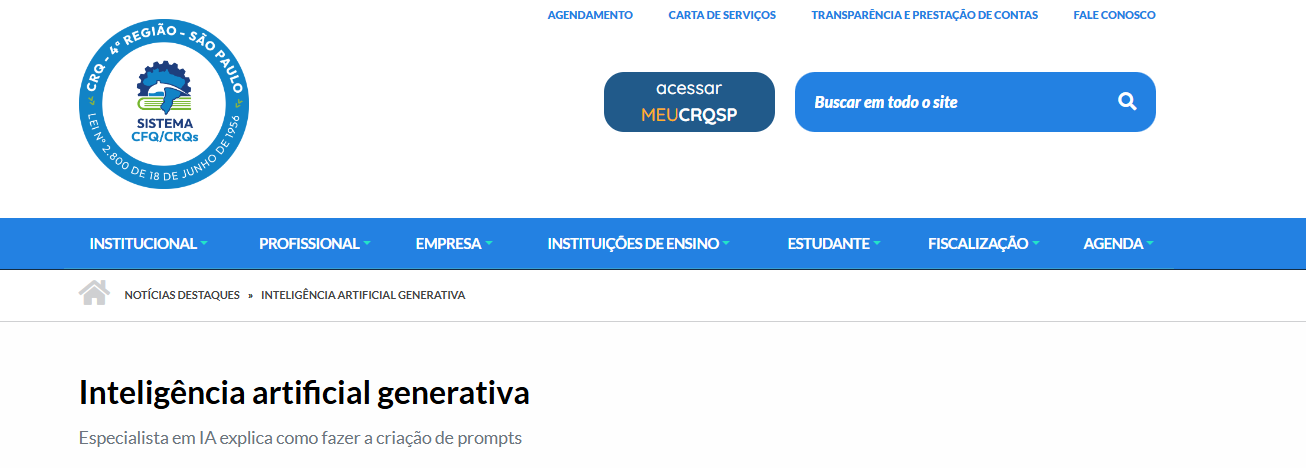 AGENDAMENTO CARTA DE SERVIÇOS TRANSPARÊNCIA E PRESTAÇÃO DE CONTAS FALE CONOSCO
CRQ - 4ª REGIÃO - SÃO PAULO
SISTEMA
CFQ/CRQs
LEI Nº 2.800 DE 18 DE JUNHO DE 1956
acessar
MEUCRQSP
Buscar em todo o site
INSTITUCIONAL PROFISSIONAL EMPRESA INSTITUIÇÕES DE ENSINO ESTUDANTE FISCALIZAÇÃO AGENDA
NOTÍCIAS DESTAQUES » INTELIGÊNCIA ARTIFICIAL GENERATIVA
Inteligência artificial generativa
Especialista em IA explica como fazer a criação de prompts